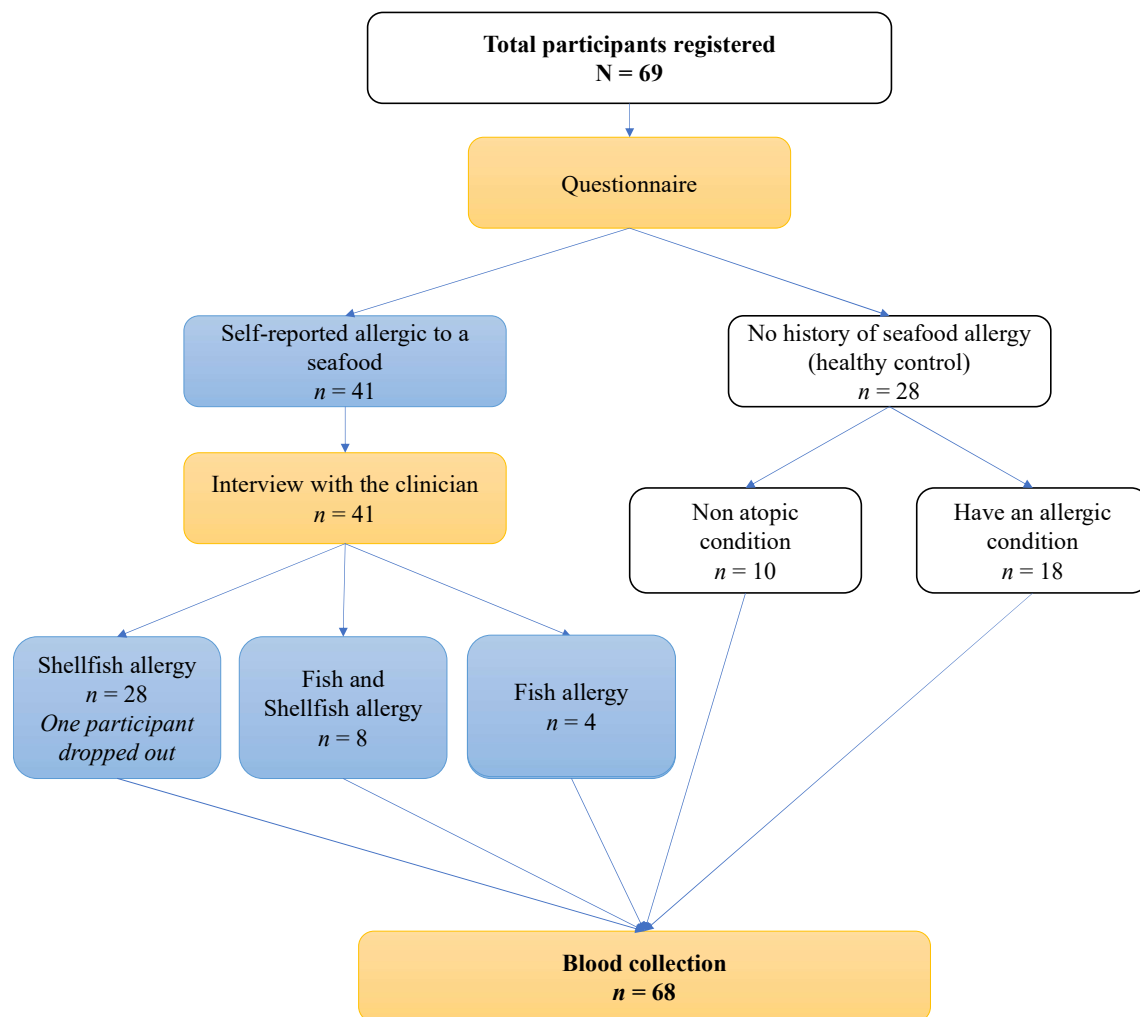 Total participants registered
N = 69
Questionnaire
Self-reported allergic to a
seafood
n = 41
No history of seafood allergy
(healthy control)
n = 28
Interview with the clinician
n = 41
Non atopic
condition
n = 10
Have an allergic
condition
n = 18
Shellfish allergy
n = 28
One participant
dropped out
Fish and
Shellfish allergy
n = 8
Fish allergy
n = 4
Blood collection
n = 68